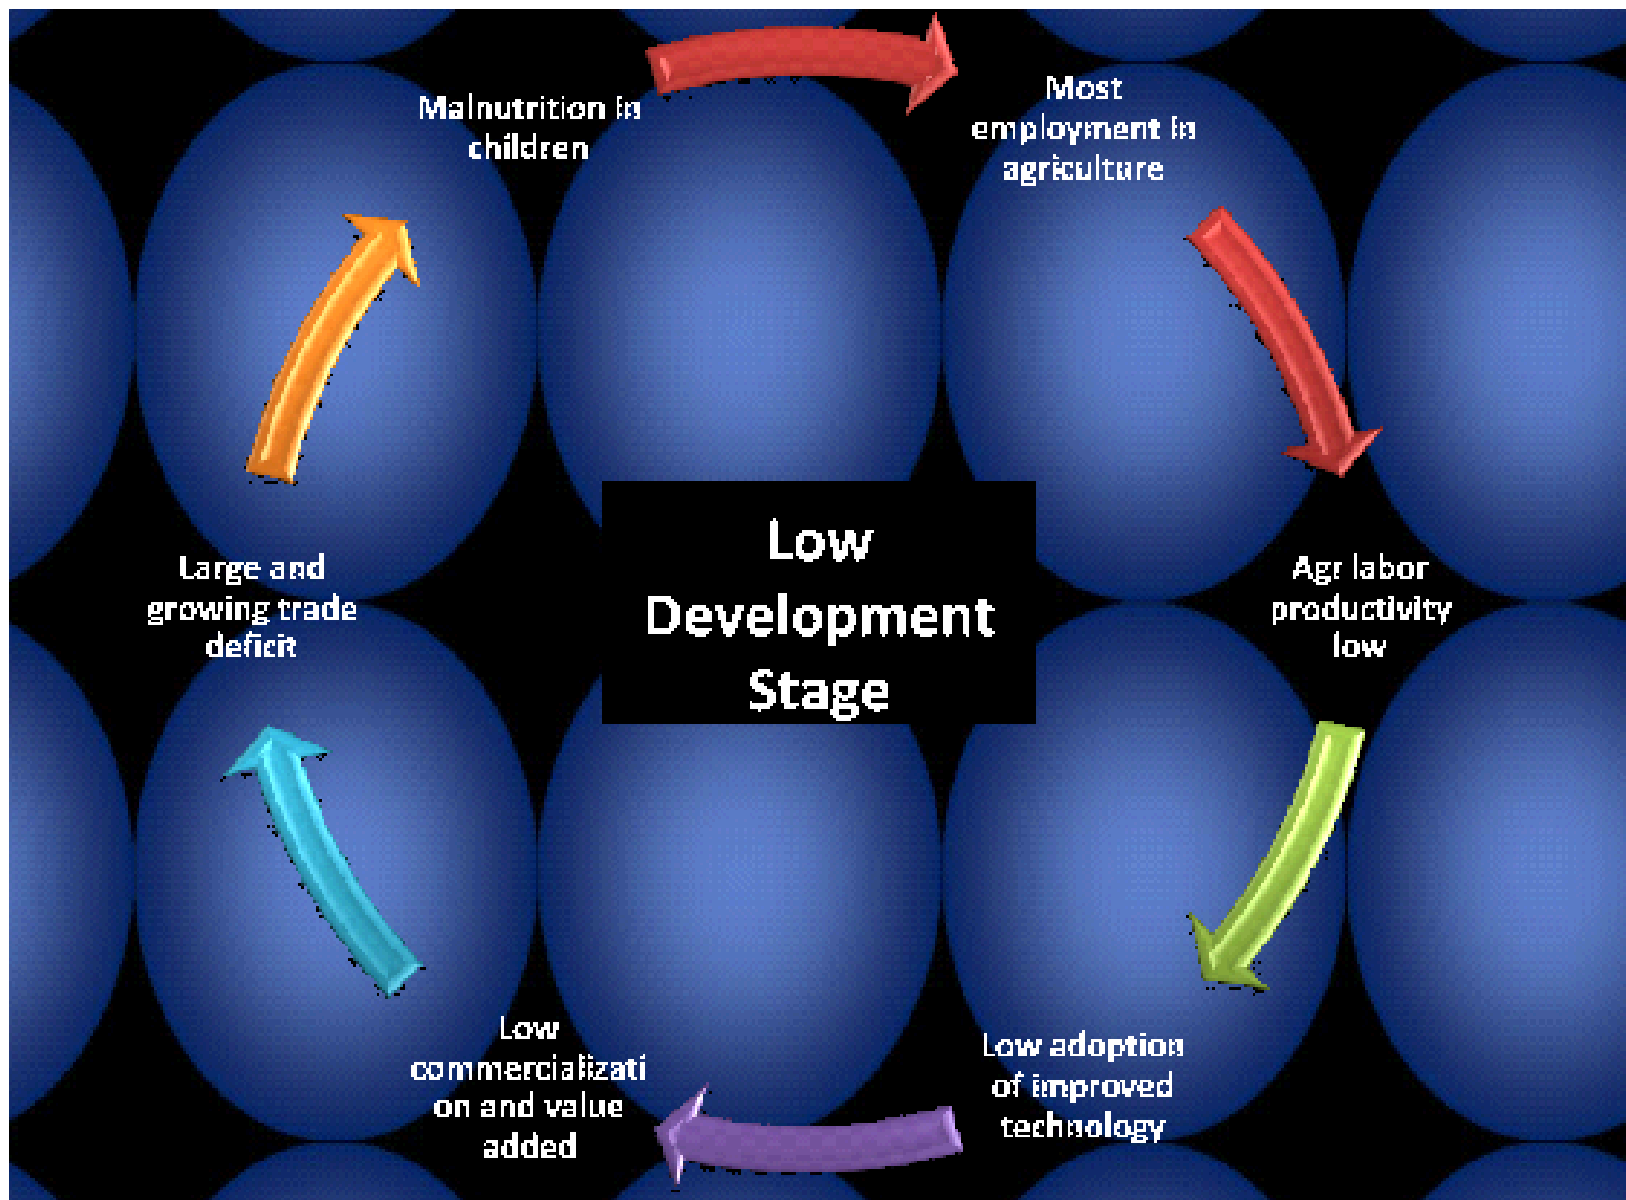 Malnutrition in
children
Most
employment in
agriculture
Low
Development
Stage
Large and
growing trade
deficit
Agr labor
productivity
low
Low
commercializati
on and value
added
Low adoption
of improved
technology